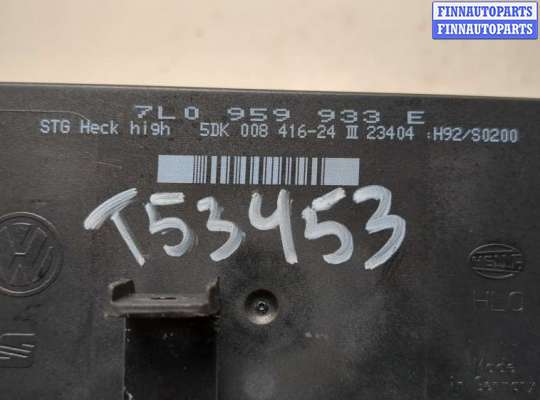 FINNAUTOPARTS
FINNAUTOPARTS
7L0 959 933 E
STG Heck high 5DK 008 416-24 III 23404 :H92/S0200
T53453
HELLA
HLO
Made
in Germany